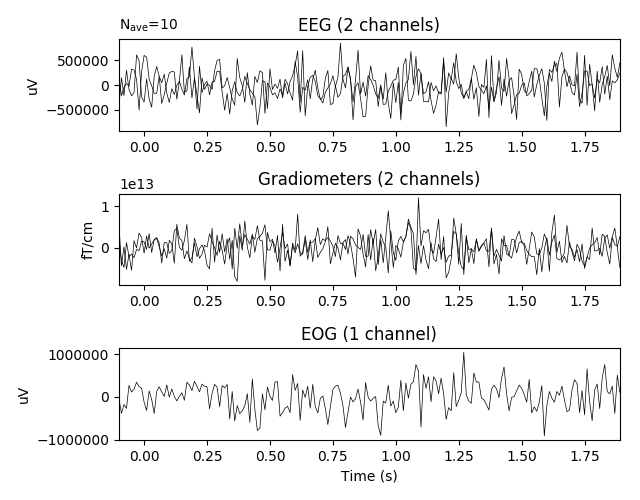 N_ave=10
EEG (2 channels)
500000
0
−500000
uV
0.00 0.25 0.50 0.75 1.00 1.25 1.50 1.75
1e13
Gradiometers (2 channels)
1
0
fT/cm
0.00 0.25 0.50 0.75 1.00 1.25 1.50 1.75
EOG (1 channel)
1000000
0
−1000000
uV
0.00 0.25 0.50 0.75 1.00 1.25 1.50 1.75
Time (s)